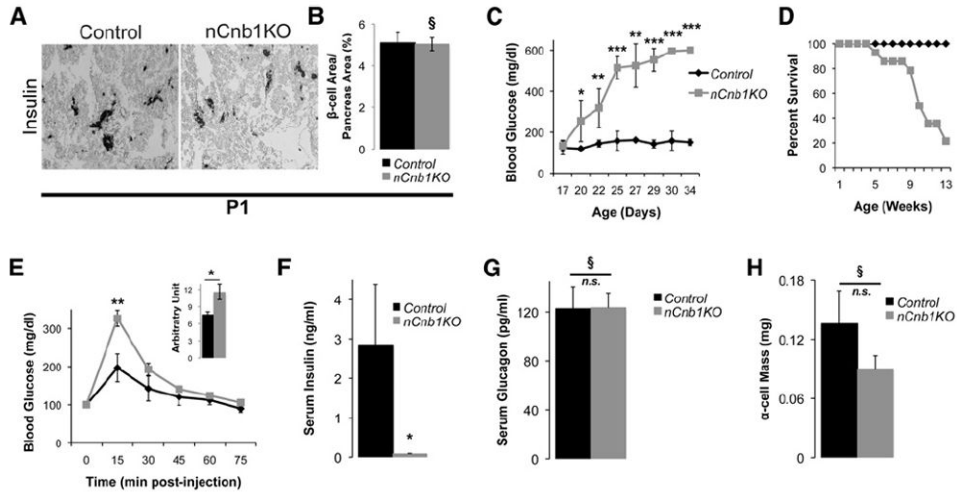 A
Control
nCnb1KO
Insulin
B
§
β-cell Area/
Pancreas Area (%)
6
4
2
0
Control
nCnb1KO
P1
C
Blood Glucose (mg/dl)
600
400
200
0
*
**
***
**
***
***
***
Control
nCnb1KO
17 20 22 25 27 29 30 34
Age (Days)
D
Percent Survival
100
80
60
40
20
0
1 5 9 13
Age (Weeks)
E
Blood Glucose (mg/dl)
300
200
100
0
**
0 15 30 45 60 75
Time (min post-injection)
*
Arbitratry Unit
12
9
6
3
0
F
Serum Insulin (ng/ml)
4
3
2
1
0
*
Control
nCnb1KO
G
§
n.s.
Serum Glucagon (pg/ml)
120
80
40
0
Control
nCnb1KO
H
§
n.s.
α-cell Mass (mg)
0.18
0.12
0.06
0
Control
nCnb1KO